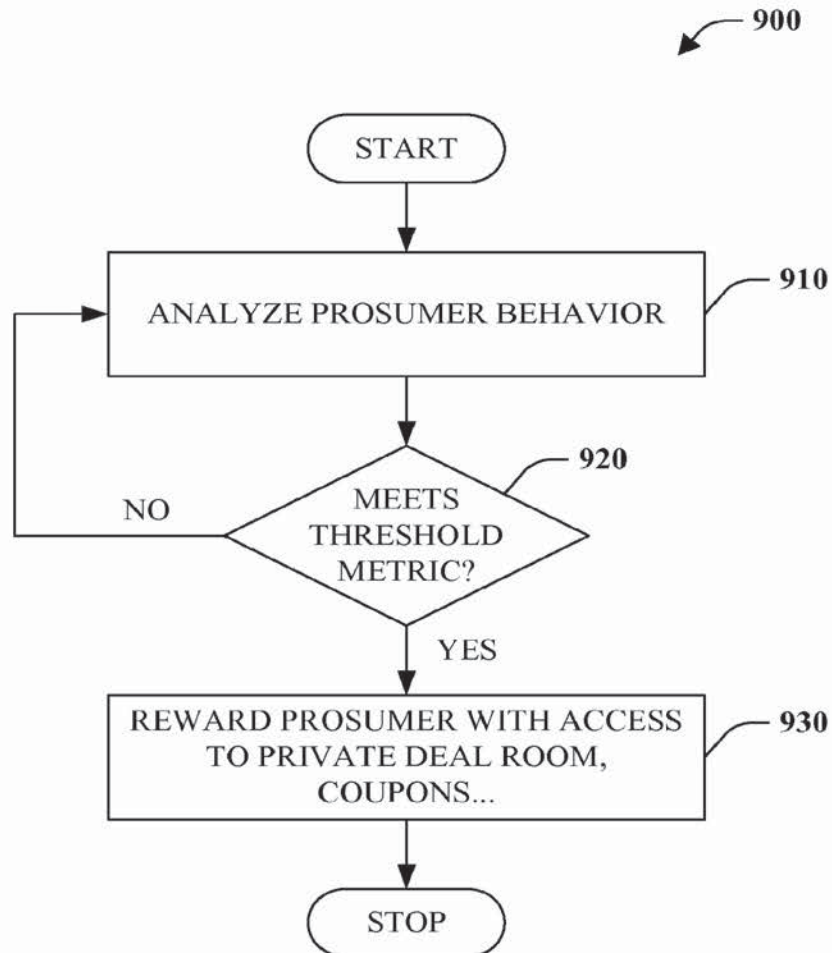 900
START
ANALYZE PROSUMER BEHAVIOR
910
920
MEETS
THRESHOLD
METRIC?
NO
YES
REWARD PROSUMER WITH ACCESS
TO PRIVATE DEAL ROOM,
COUPONS...
930
STOP